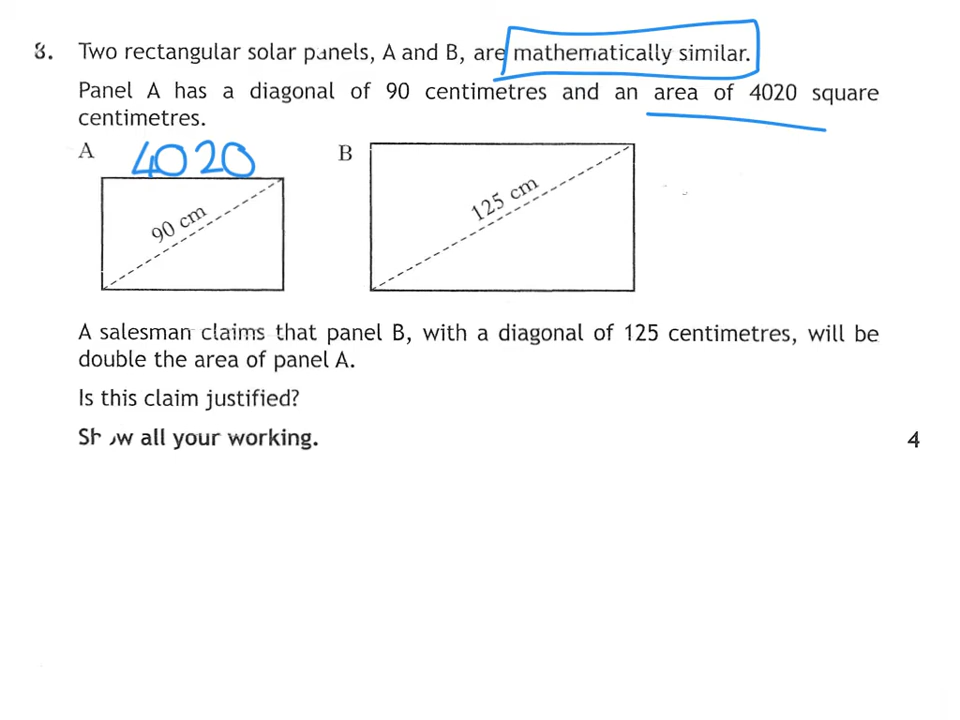 8. Two rectangular solar panels, A and B, are mathematically similar.
Panel A has a diagonal of 90 centimetres and an area of 4020 square
centimetres.
A 4020 B
90 cm 125 cm
A salesman claims that panel B, with a diagonal of 125 centimetres, will be
double the area of panel A.
Is this claim justified?
Show all your working. 4